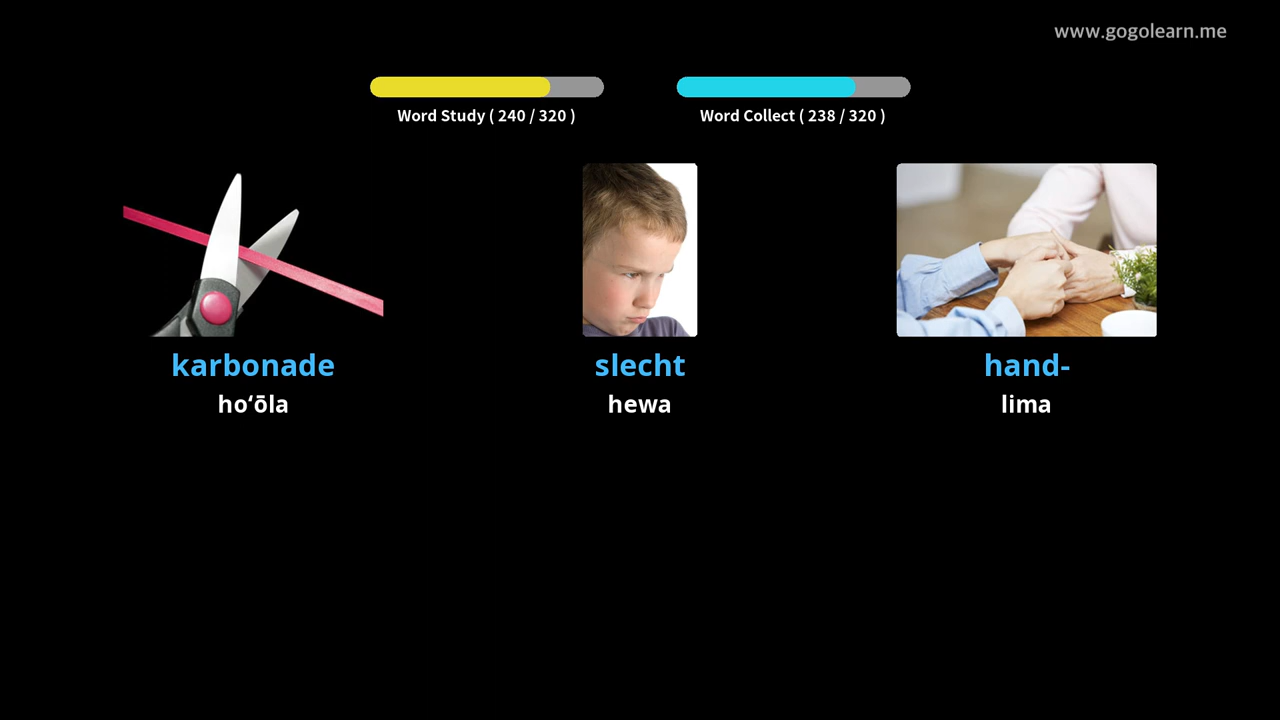 www.gogolearn.me
Word Study ( 240 / 320 )
Word Collect ( 238 / 320 )
karbonade
hoʻōla
slecht
hewa
hand-
lima